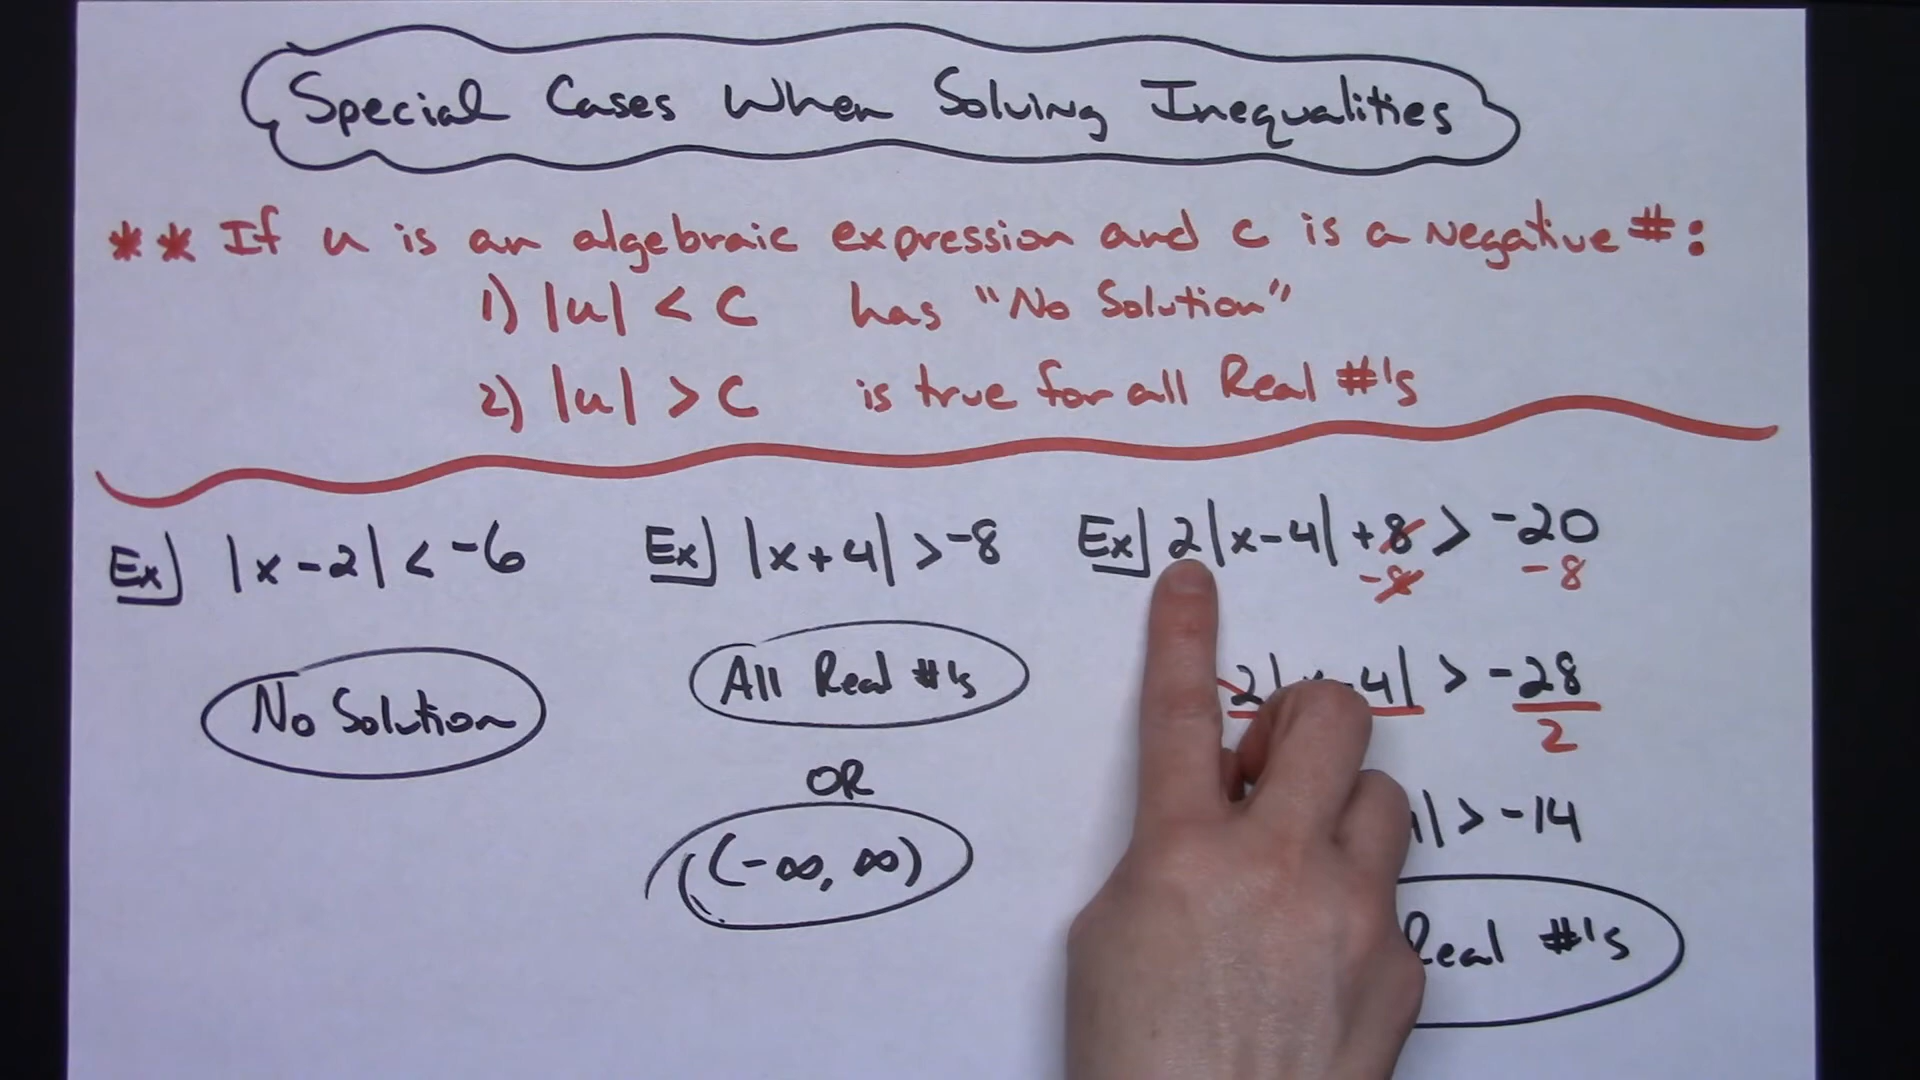 Special Cases When Solving Inequalities
** If u is an algebraic expression and c is a negative #:
1) |u| < C has "No Solution"
2) |u| > C is true for all Real #'s
Ex) |x-2| < -6
No Solution
Ex) |x+4| > -8
All Real #'s
OR
(-∞, ∞)
Ex) 2|x-4| + 8 > -20
-8 -8
2|x-4| > -28
2
| > -14
Real #'s